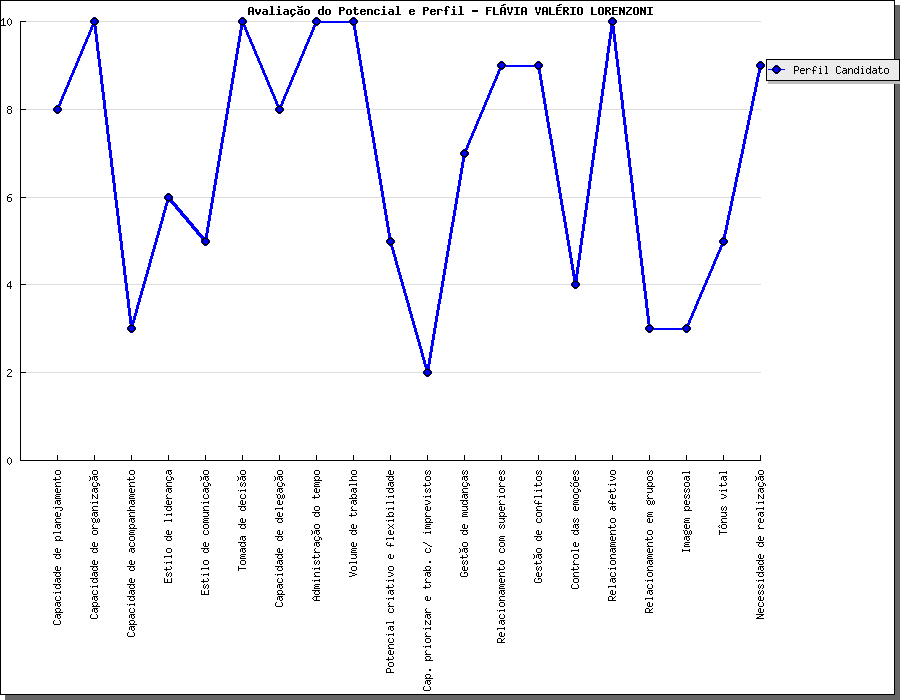 Avaliação do Potencial e Perfil - FLÁVIA VALÉRIO LORENZONI
10
8
6
4
2
0
Perfil Candidato
Capacidade de planejamento
Capacidade de organização
Capacidade de acompanhamento
Estilo de liderança
Estilo de comunicação
Tomada de decisão
Capacidade de delegação
Administração do tempo
Volume de trabalho
Potencial criativo e flexibilidade
Cap. priorizar e trab. c/ imprevistos
Gestão de mudanças
Relacionamento com superiores
Gestão de conflitos
Controle das emoções
Relacionamento afetivo
Relacionamento em grupos
Imagem pessoal
Tônus vital
Necessidade de realização